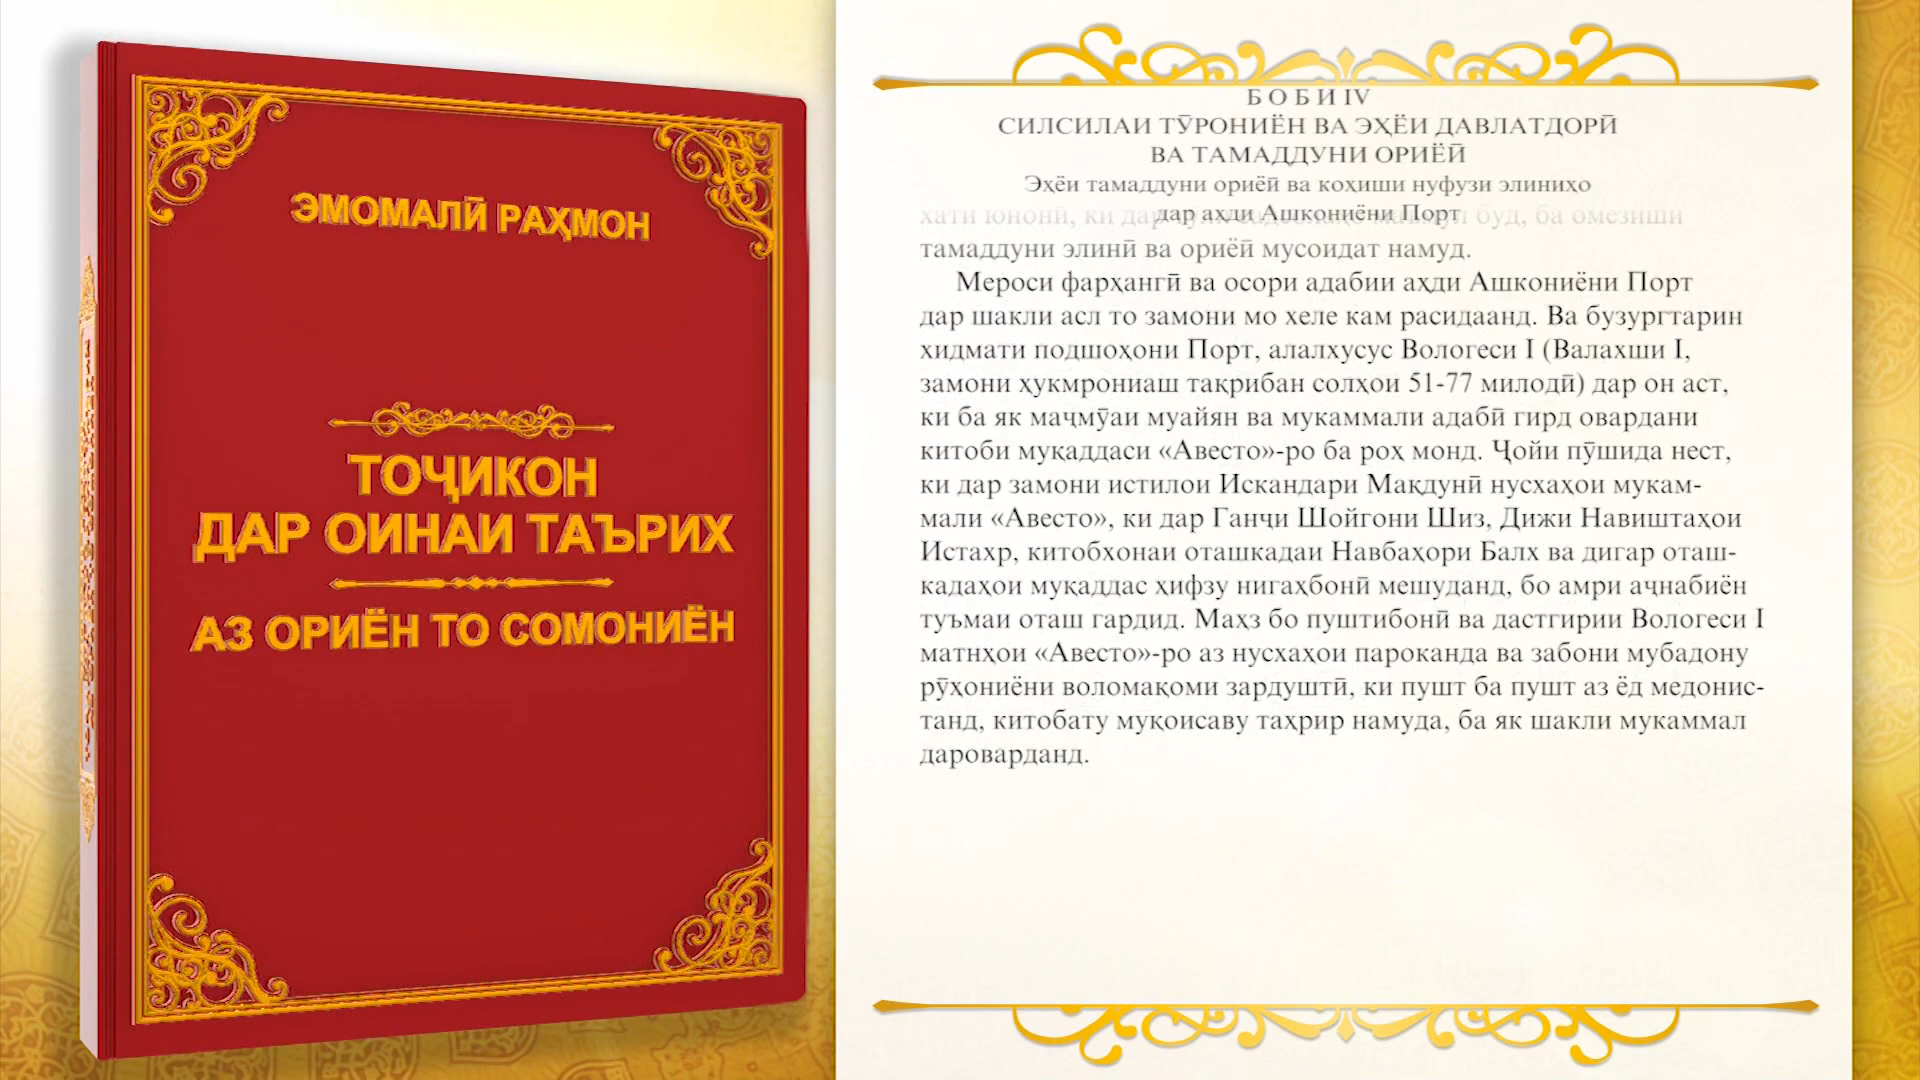 ЭМОМАЛӢ РАҲМОН
ТОҶИКОН
ДАР ОИНАИ ТАЪРИХ
АЗ ОРИЁН ТО СОМОНИЁН
БОБИ IV
СИЛСИЛАИ ТӮРОНИЁН ВА ЭҲЁИ ДАВЛАТДОРӢ
ВА ТАМАДДУНИ ОРИЁӢ
Эҳёи тамаддуни ориёӣ ва коҳиши нуфузи элиниҳо
дар аҳди Ашкониёни Порт
хати юнонӣ, ки дар буд, ба омезиши
тамаддуни элинӣ ва ориёӣ мусоидат намуд.
Мероси фарҳангӣ ва осори адабии аҳди Ашкониёни Порт
дар шакли асл то замони мо хеле кам расидаанд. Ва бузургтарин
хидмати подшоҳони Порт, алалхусус Вологеси I (Валахши I,
замони ҳукмрониаш тақрибан солҳои 51-77 милодӣ) дар он аст,
ки ба як маҷмӯаи муайян ва мукаммали адабӣ гирд овардани
китоби муқаддаси «Авесто»-ро ба роҳ монд. Ҷойи пӯшида нест,
ки дар замони истилои Искандари Мақдунӣ нусхаҳои мукам-
мали «Авесто», ки дар Ганҷи Шойгони Шиз, Дижи Навиштаҳои
Истахр, китобхонаи оташкадаи Навбаҳори Балх ва дигар оташ-
кадаҳои муқаддас ҳифзу нигаҳбонӣ мешуданд, бо амри аҷнабиён
туъмаи оташ гардид. Маҳз бо пуштибонӣ ва дастгирии Вологеси I
матнҳои «Авесто»-ро аз нусхаҳои пароканда ва забони мубадону
рӯҳониёни воломақоми зардуштӣ, ки пушт ба пушт аз ёд медонис-
танд, китобату муқоисаву таҳрир намуда, ба як шакли мукаммал
дароварданд.